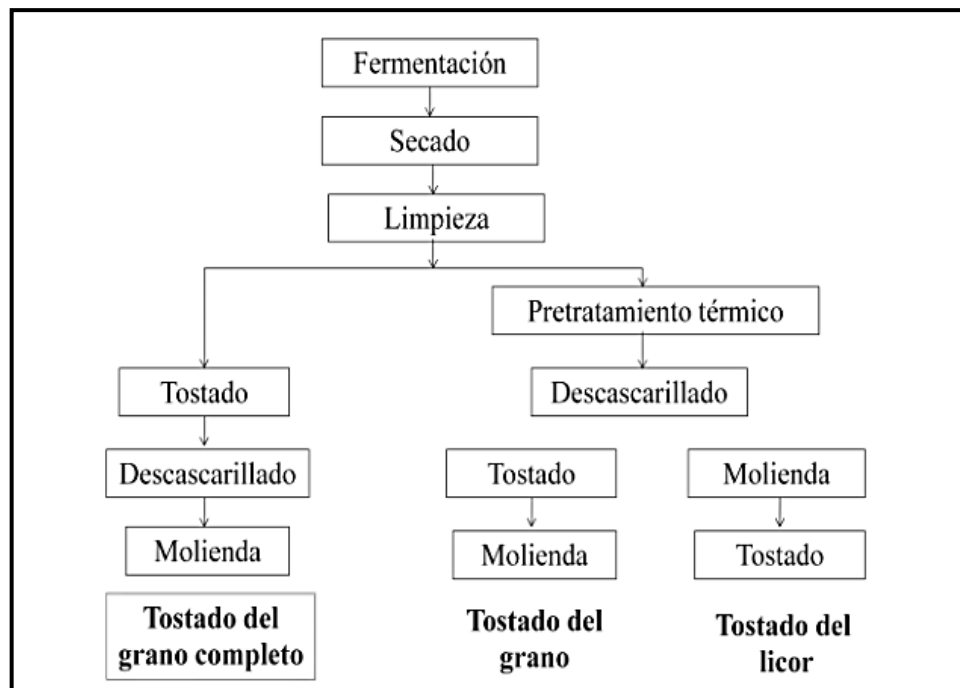 Fermentación
Secado
Limpieza
Pretratamiento térmico
Tostado
Descascarillado
Descascarillado
Tostado
Molienda
Molienda
Molienda
Tostado
Tostado del
grano completo
Tostado del
grano
Tostado del
licor